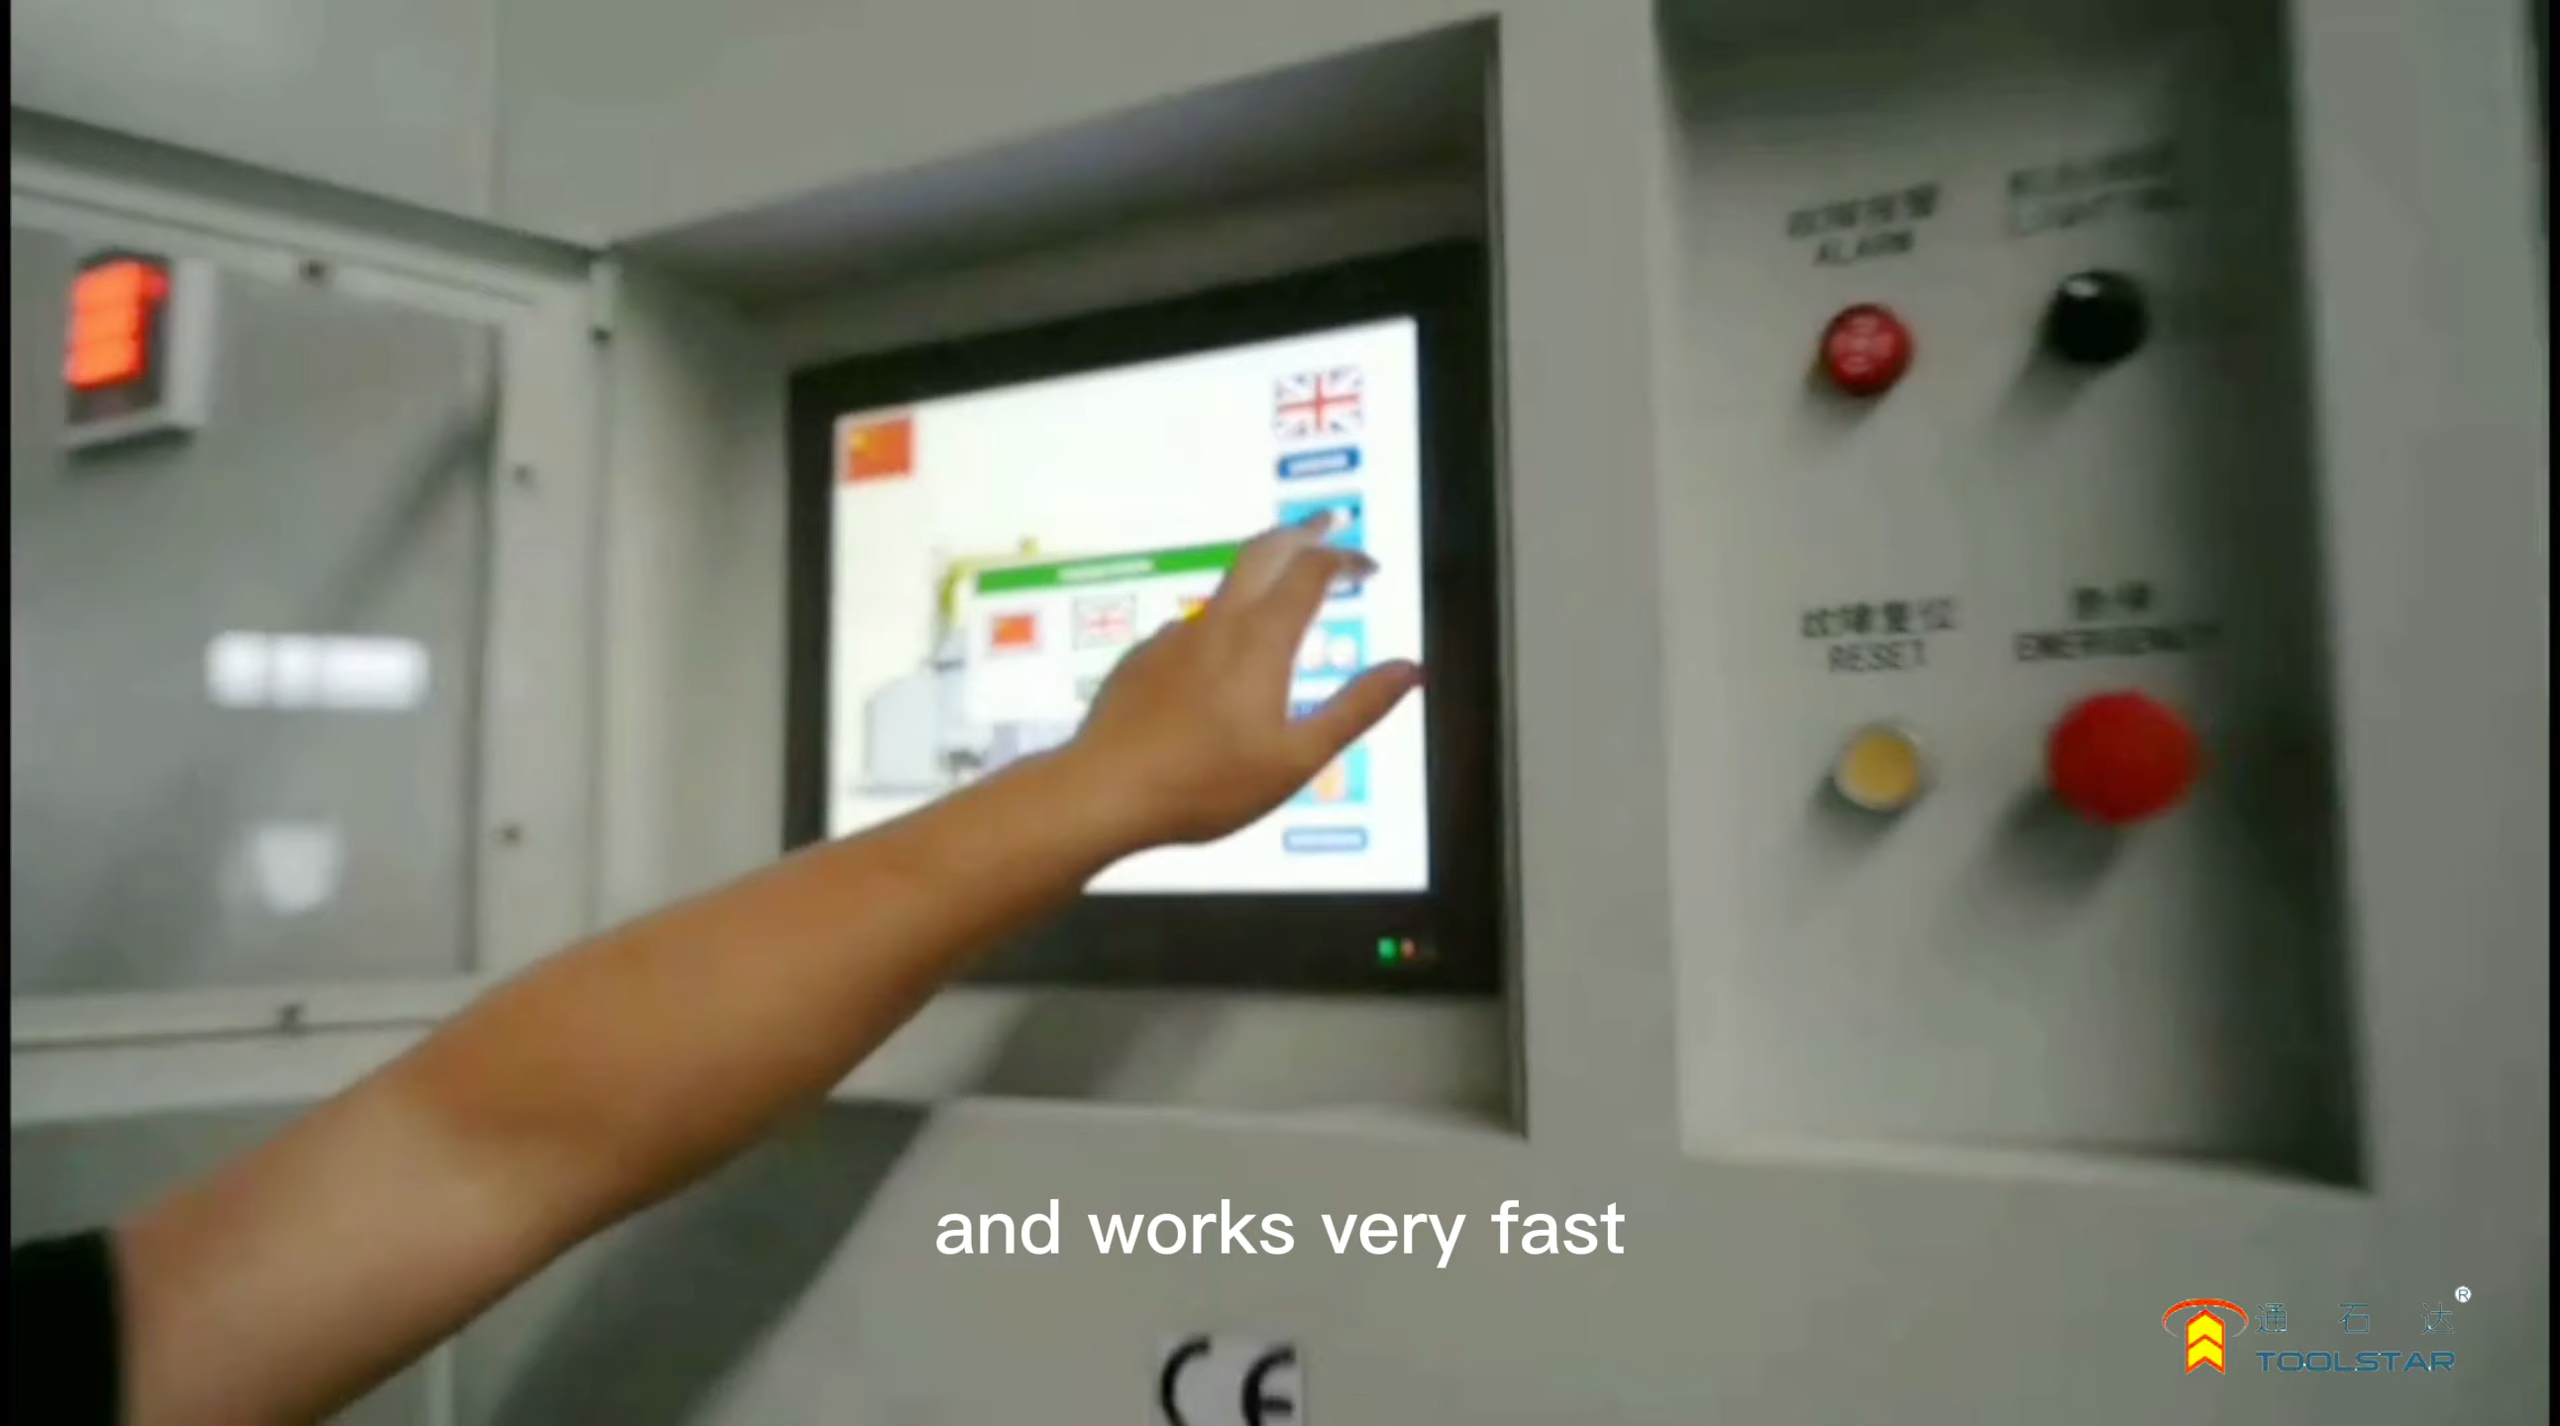 故障报警
ALARM
LIGHTING
故障复位
RESET
急停
EMERGENCY
and works very fast
CE
通石达®
TOOLSTAR